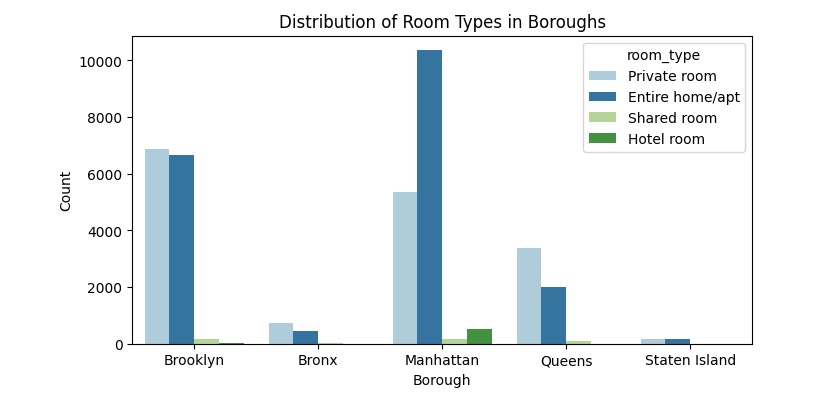 Distribution of Room Types in Boroughs
room_type
Private room
Entire home/apt
Shared room
Hotel room
10000
8000
6000
4000
2000
0
Count
Brooklyn Bronx Manhattan Queens Staten Island
Borough